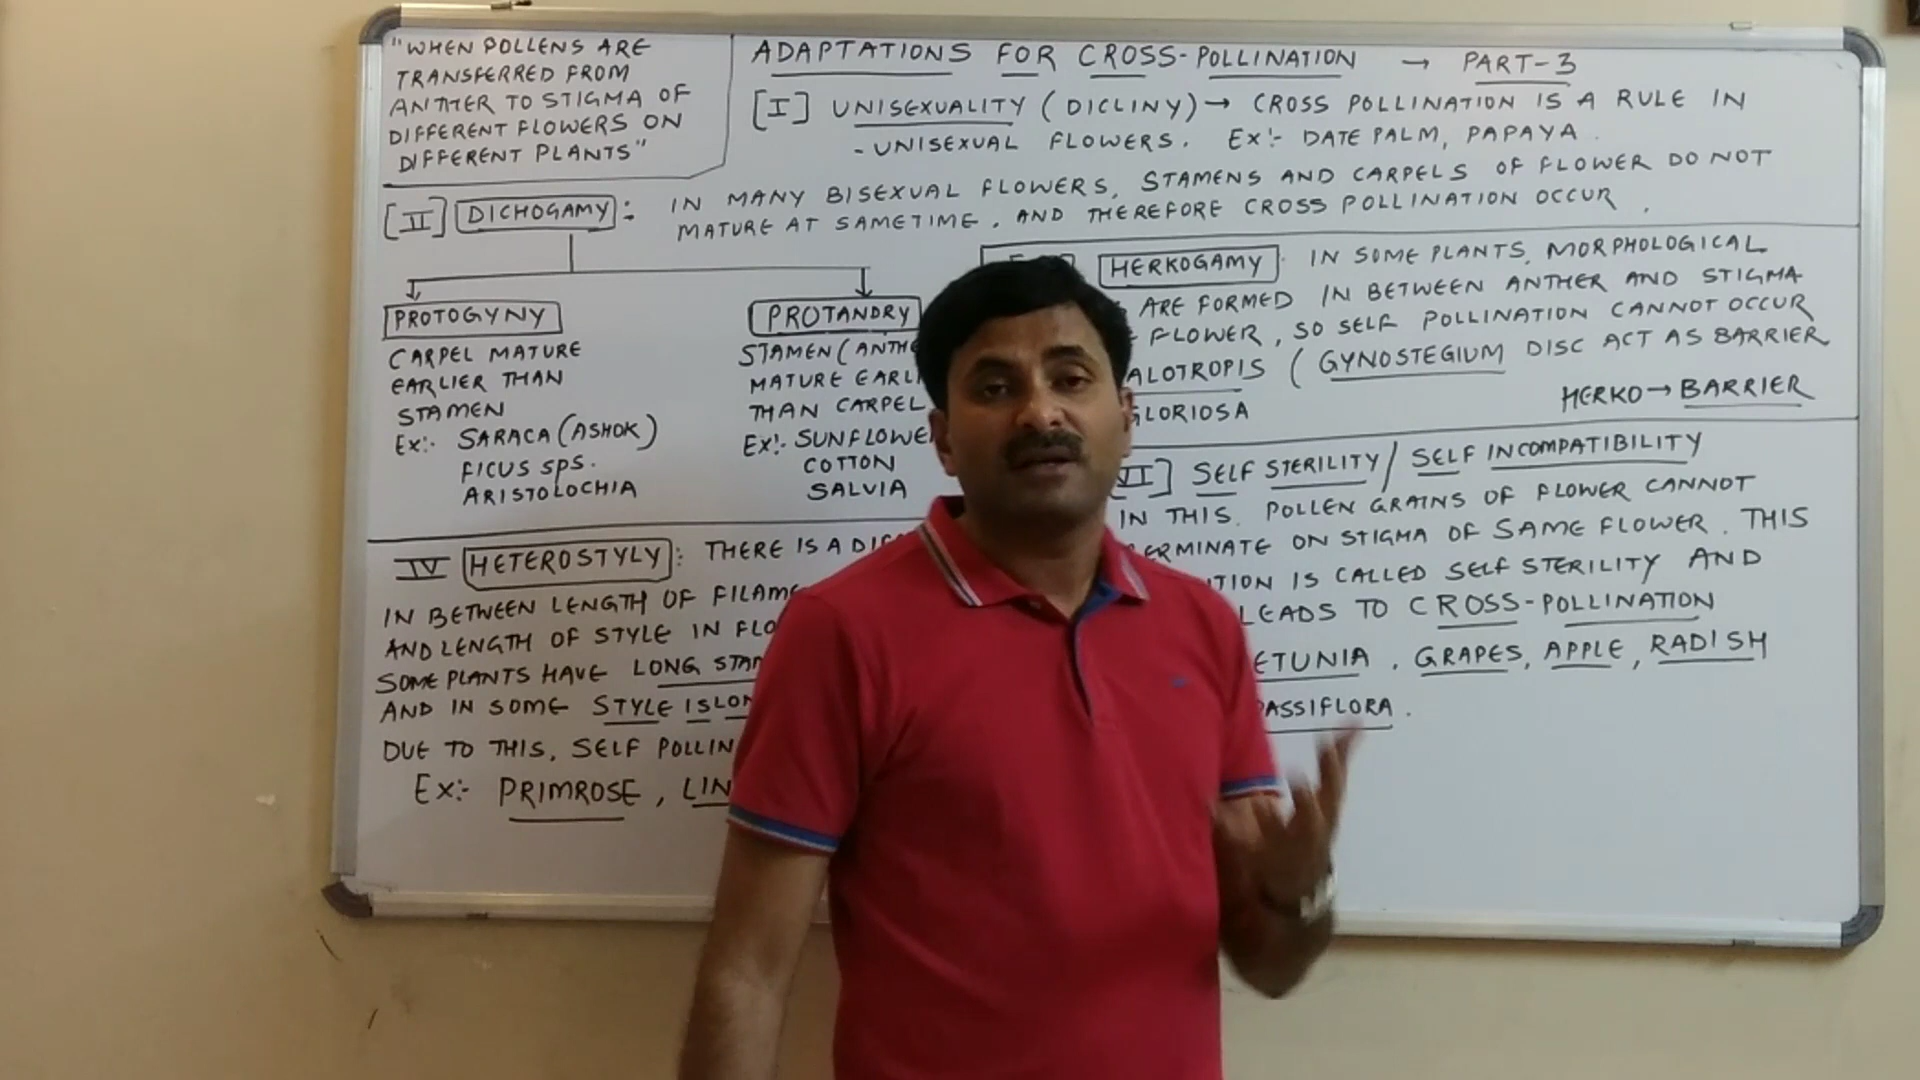 "WHEN POLLENS ARE
TRANSFERRED FROM
ANTHER TO STIGMA OF
DIFFERENT FLOWERS ON
DIFFERENT PLANTS"
ADAPTATIONS FOR CROSS-POLLINATION → PART-3
[I] UNISEXUALITY (DICLINY) → CROSS POLLINATION IS A RULE IN
- UNISEXUAL FLOWERS. EX:- DATE PALM, PAPAYA.
[II] DICHOGAMY: IN MANY BISEXUAL FLOWERS, STAMENS AND CARPELS OF FLOWER DO NOT
MATURE AT SAMETIME. AND THEREFORE CROSS POLLINATION OCCUR.
PROTOGYNY
CARPEL MATURE
EARLIER THAN
STAMEN
EX:- SARACA (ASHOK)
FICUS SPS.
ARISTOLOCHIA
PROTANDRY
STAMEN (ANTHE
MATURE EARLI
THAN CARPEL
EX:- SUNFLOWE
COTTON
SALVIA
HERKOGAMY IN SOME PLANTS, MORPHOLOGICAL
ARE FORMED IN BETWEEN ANTHER AND STIGMA
FLOWER, SO SELF POLLINATION CANNOT OCCUR
ALOTROPIS (GYNOSTEGIUM DISC ACT AS BARRIER
GLORIOSA
HERKO → BARRIER
IV HETEROSTYLY: THERE IS A
IN BETWEEN LENGTH OF FILAME
AND LENGTH OF STYLE IN FLO
SOME PLANTS HAVE LONG STAM
AND IN SOME STYLE IS LON
DUE TO THIS, SELF POLLIN
EX:- PRIMROSE, LIN
VI] SELF STERILITY / SELF INCOMPATIBILITY
IN THIS, POLLEN GRAINS OF FLOWER CANNOT
ERMINATE ON STIGMA OF SAME FLOWER. THIS
ITION IS CALLED SELF STERILITY AND
LEADS TO CROSS-POLLINATION
ETUNIA, GRAPES, APPLE, RADISH
PASSIFLORA.